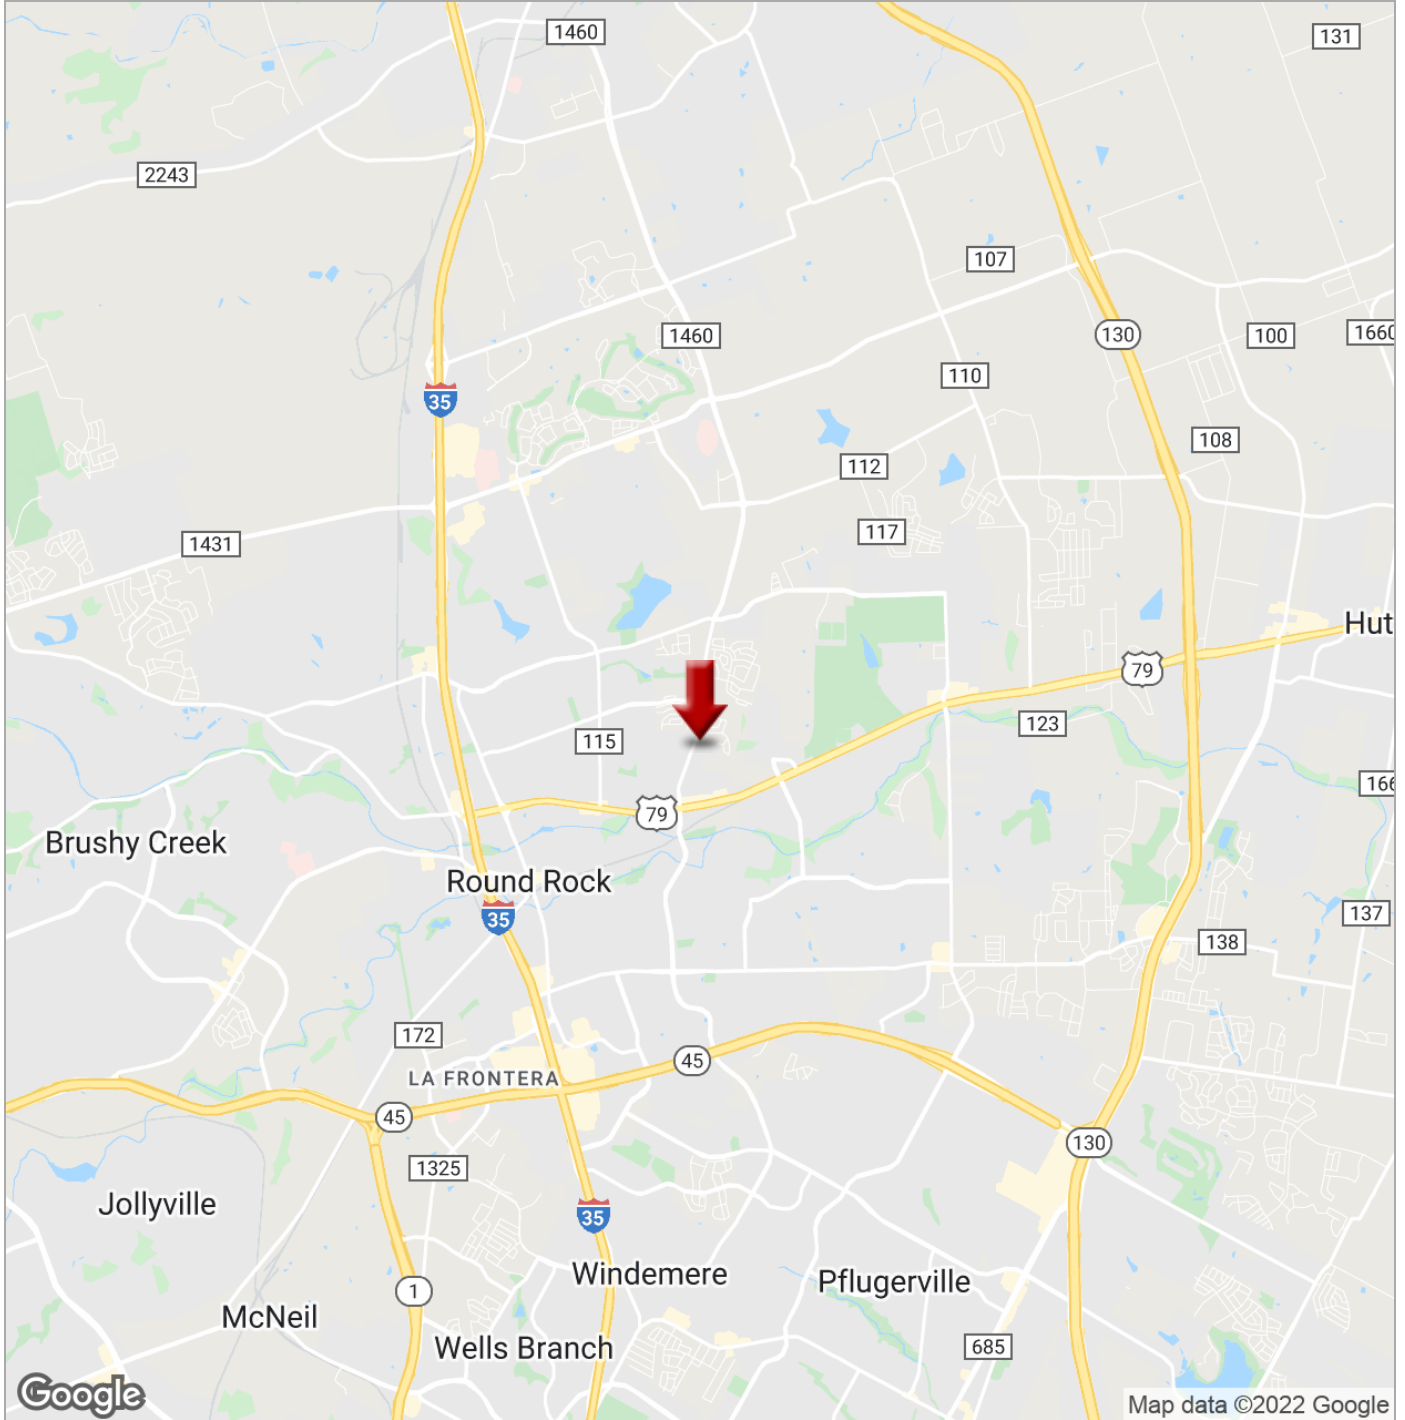 1460
131
2243
107
1460
130
100
1660
110
35
108
112
117
1431
Hut
79
123
115
166
79
Brushy Creek
Round Rock
35
137
138
172
45
LA FRONTERA
45
130
1325
Jollyville
35
Windemere
Pflugerville
1
McNeil
Wells Branch
685
Google
Map data ©2022 Google